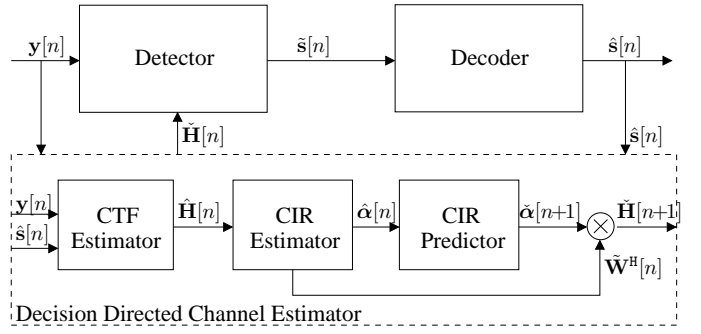 y[n]
Detector
s̃[n]
Decoder
ŝ[n]
Ȟ[n]
ŝ[n]
y[n]
ŝ[n]
CTF
Estimator
Ĥ[n]
CIR
Estimator
α̂[n]
CIR
Predictor
α̌[n+1]
Ȟ[n+1]
W̃ᴴ[n]
Decision Directed Channel Estimator